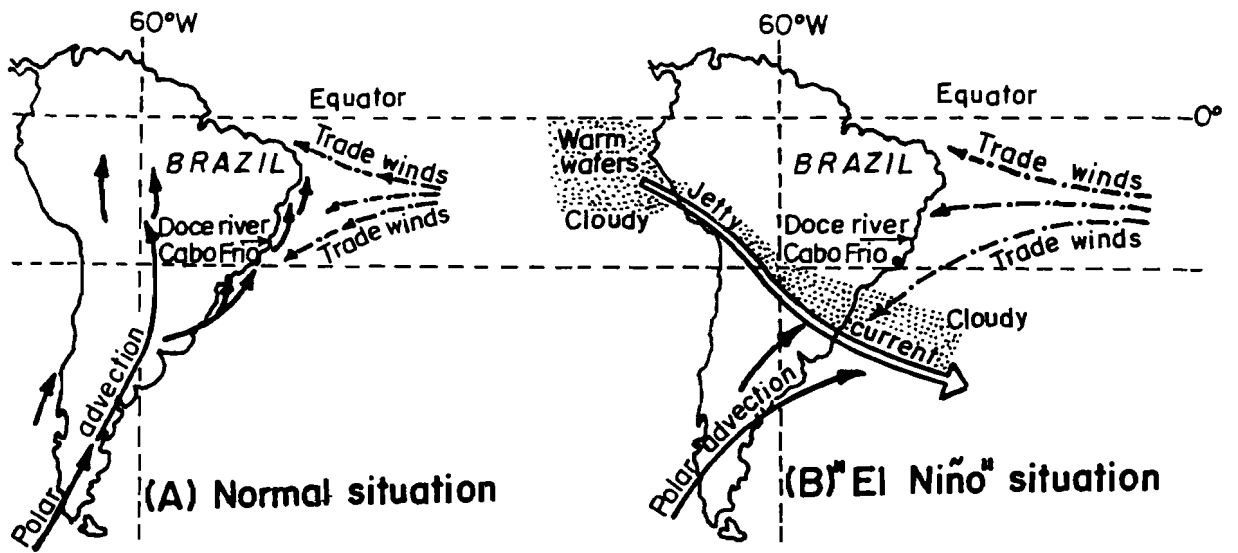 60°W
Equator
Trade winds
BRAZIL
Doce river
Cabo Frio
Trade winds
Polar advection
(A) Normal situation
60°W
Equator
0°
Warm
wafers
Cloudy
Jetty current
BRAZIL
Trade winds
Doce river
Cabo Frio
Trade winds
Cloudy
Polar advection
(B) "El Niño" situation